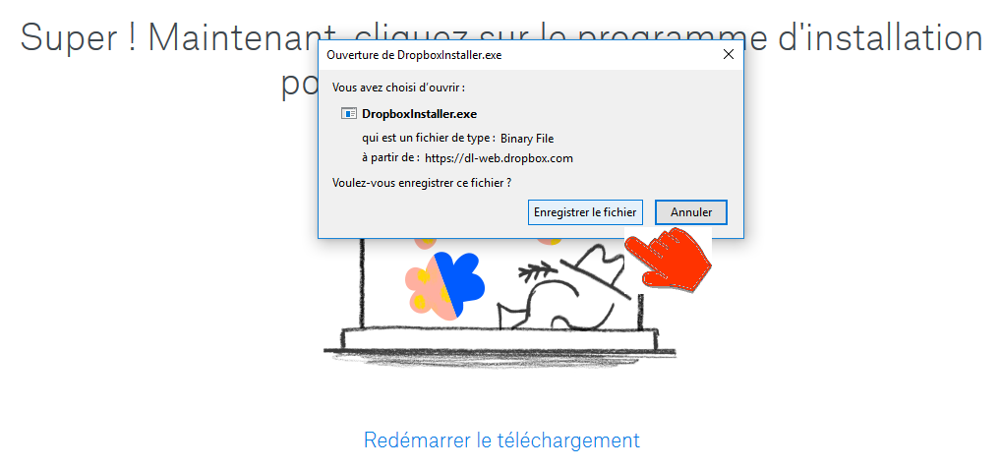 Super ! Maintenant, cliquez sur le programme d'installation
po
Ouverture de DropboxInstaller.exe
Vous avez choisi d'ouvrir :
DropboxInstaller.exe
qui est un fichier de type : Binary File
à partir de : https://dl-web.dropbox.com
Voulez-vous enregistrer ce fichier ?
Enregistrer le fichier Annuler
Redémarrer le téléchargement